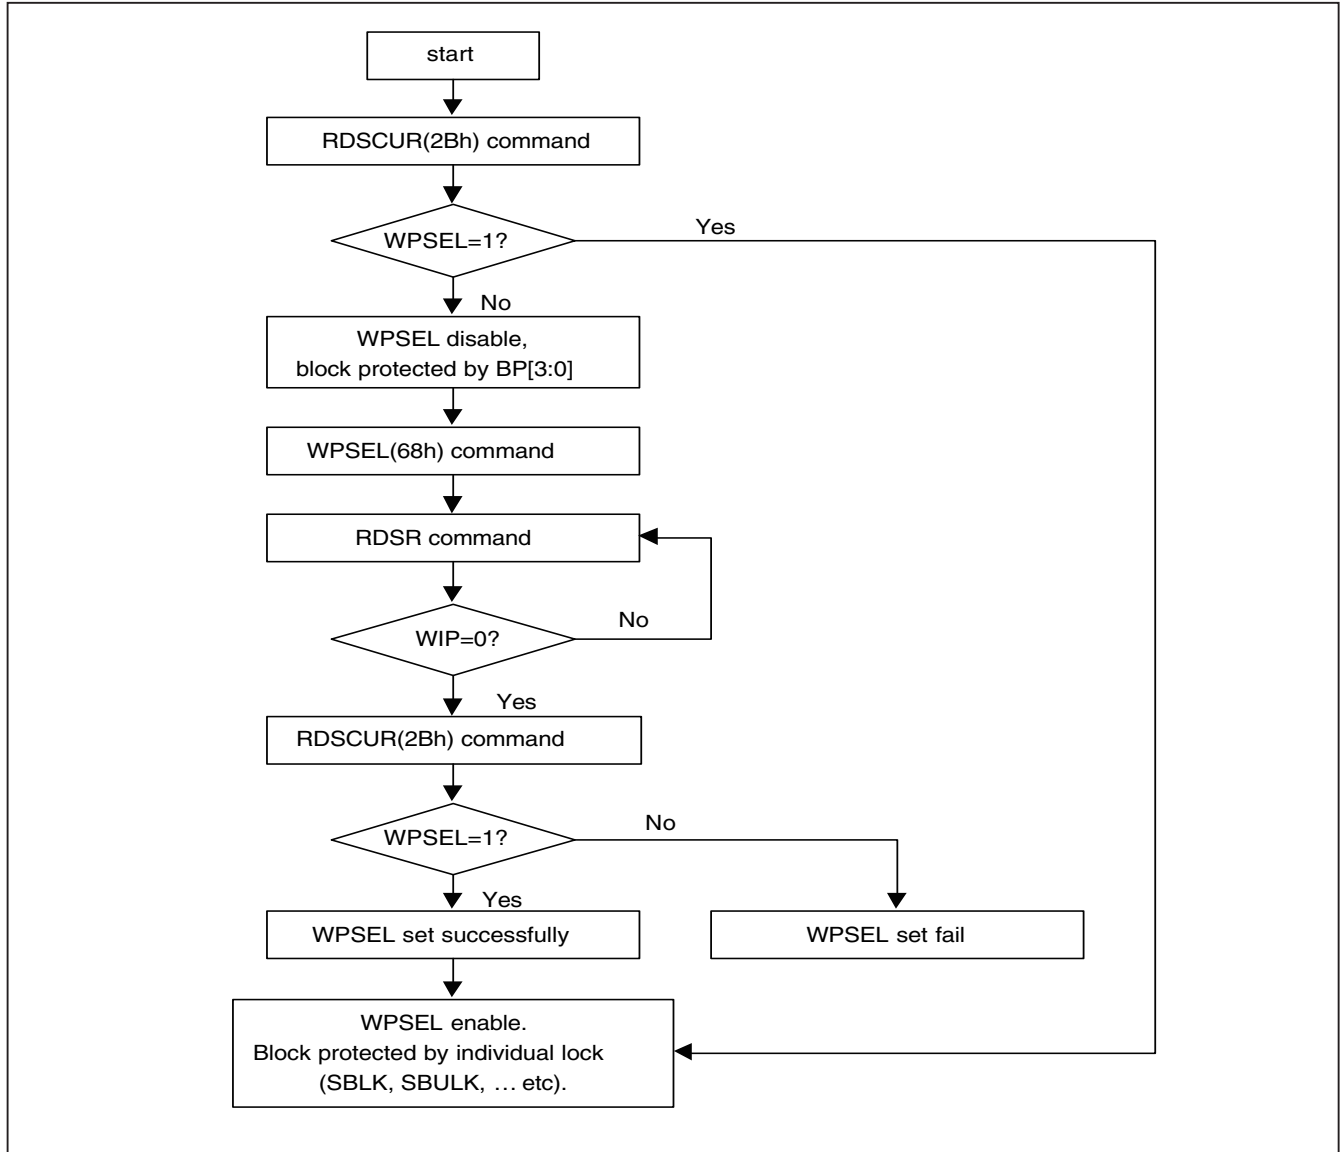 start
RDSCUR(2Bh) command
WPSEL=1?
Yes
No
WPSEL disable,
block protected by BP[3:0]
WPSEL(68h) command
RDSR command
WIP=0?
No
Yes
RDSCUR(2Bh) command
WPSEL=1?
No
Yes
WPSEL set successfully
WPSEL set fail
WPSEL enable.
Block protected by individual lock
(SBLK, SBULK, … etc).